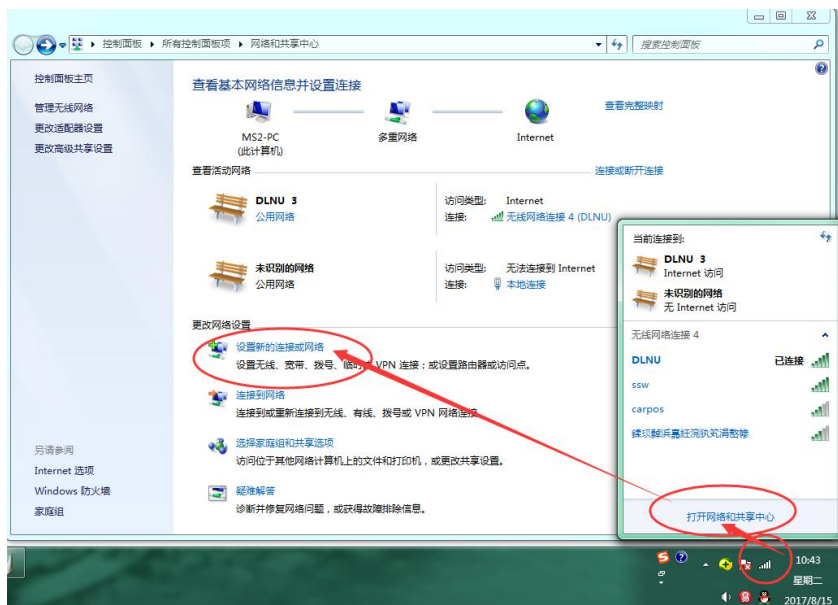 控制面板 ▸ 所有控制面板项 ▸ 网络和共享中心
搜索控制面板
控制面板主页
管理无线网络
更改适配器设置
更改高级共享设置
查看基本网络信息并设置连接
查看完整映射
MS2-PC
(此计算机)
多重网络
Internet
查看活动网络
连接或断开连接
DLNU 3
公用网络
访问类型: Internet
连接: 无线网络连接 4 (DLNU)
未识别的网络
公用网络
访问类型: 无法连接到 Internet
连接: 本地连接
更改网络设置
设置新的连接或网络
设置无线、宽带、拨号、临时 VPN 连接；或设置路由器或访问点。
连接到网络
连接到或重新连接到无线、有线、拨号或 VPN 网络连接
选择家庭组和共享选项
访问位于其他网络计算机上的文件和打印机，或更改共享设置。
疑难解答
诊断并修复网络问题，或获得故障排除信息。
另请参阅
Internet 选项
Windows 防火墙
家庭组
当前连接到:
DLNU 3
Internet 访问
未识别的网络
无 Internet 访问
无线网络连接 4
DLNU 已连接
ssw
carpos
打开网络和共享中心
10:43
星期二
2017/8/15